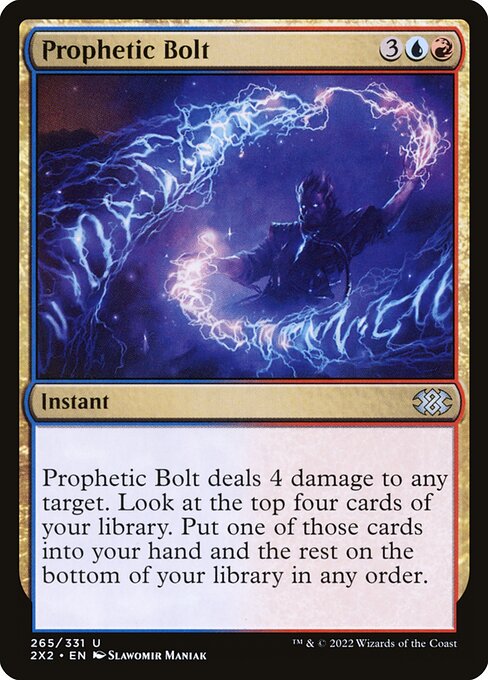 Prophetic Bolt 3
Instant
Prophetic Bolt deals 4 damage to any
target. Look at the top four cards of
your library. Put one of those cards
into your hand and the rest on the
bottom of your library in any order.
265/331 U
2X2 • EN Slawomir Maniak
™ & © 2022 Wizards of the Coast